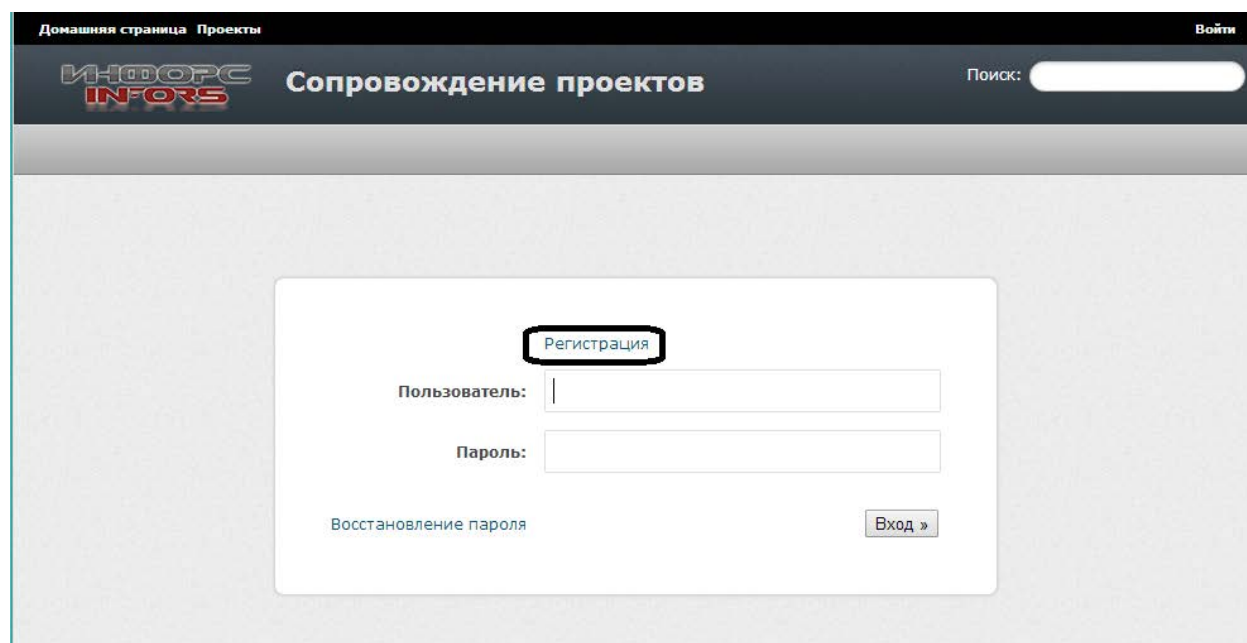 Домашняя страница Проекты Войти
ИНФОРС
INFORS
Сопровождение проектов
Поиск:
Регистрация
Пользователь:
Пароль:
Восстановление пароля Вход »